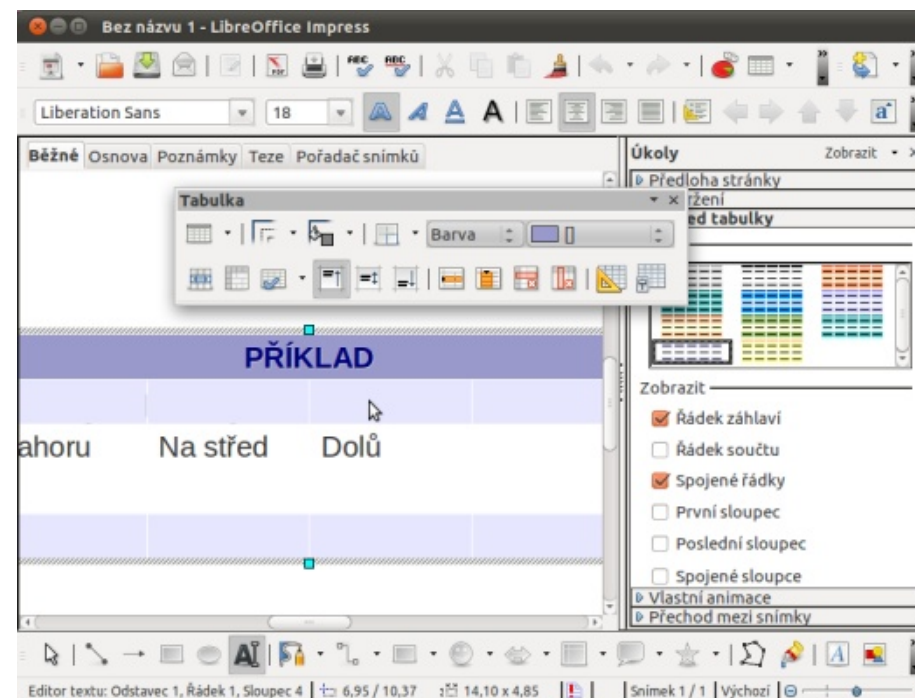 Bez názvu 1 - LibreOffice Impress
Liberation Sans 18
Běžné Osnova Poznámky Teze Pořadač snímků
Úkoly Zobrazit
Předloha stránky
ržení
ed tabulky
Tabulka
Barva []
PŘÍKLAD
ahoru Na střed Dolů
Zobrazit
Řádek záhlaví
Řádek součtu
Spojené řádky
První sloupec
Poslední sloupec
Spojené sloupce
Vlastní animace
Přechod mezi snímky
Editor textu: Odstavec 1, Řádek 1, Sloupec 4 6,95 / 10,37 14,10 x 4,85 Snímek 1 / 1 Výchozí